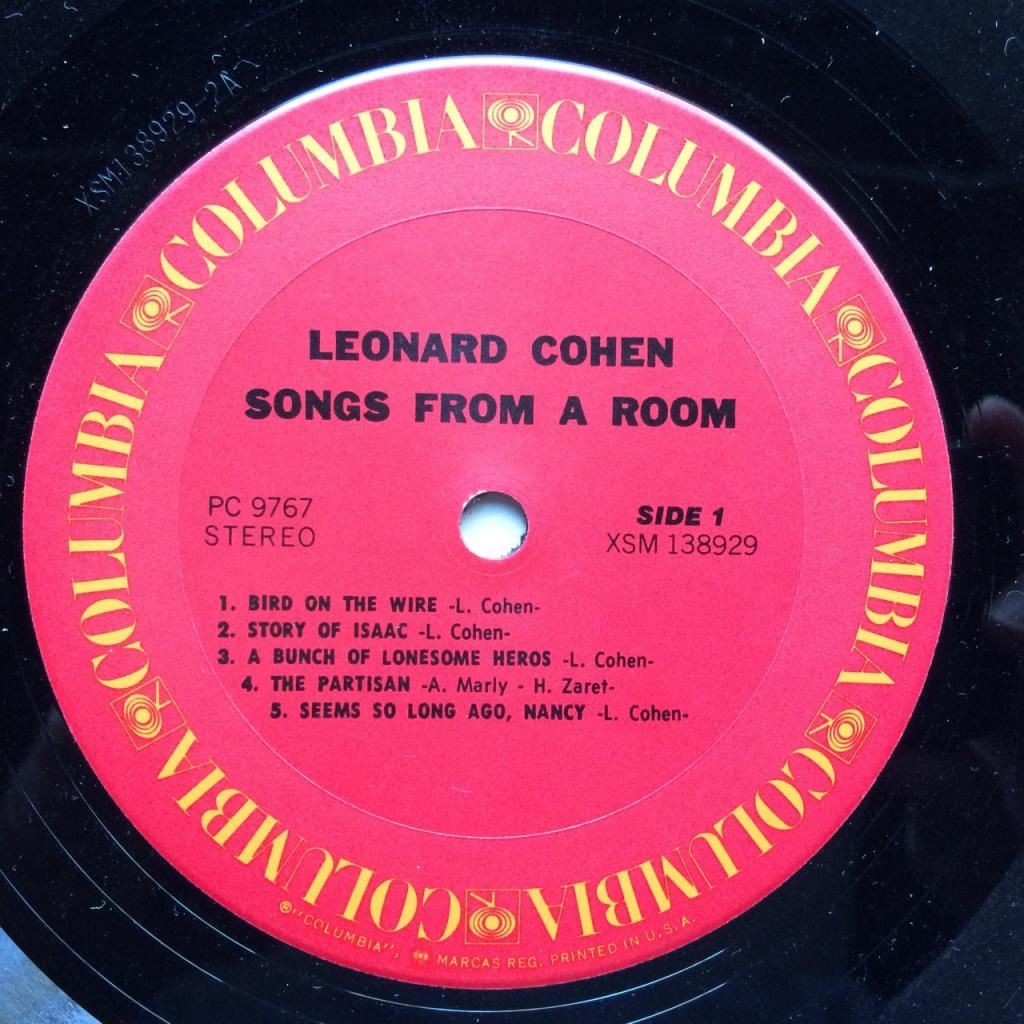 XSM138929-2A
COLUMBIA COLUMBIA COLUMBIA COLUMBIA COLUMBIA COLUMBIA
LEONARD COHEN
SONGS FROM A ROOM
PC 9767
STEREO
SIDE 1
XSM 138929
1. BIRD ON THE WIRE -L. Cohen-
2. STORY OF ISAAC -L. Cohen-
3. A BUNCH OF LONESOME HEROS -L. Cohen-
4. THE PARTISAN -A. Marly - H. Zaret-
5. SEEMS SO LONG AGO, NANCY -L. Cohen-
®"COLUMBIA", MARCAS REG. PRINTED IN U.S.A.